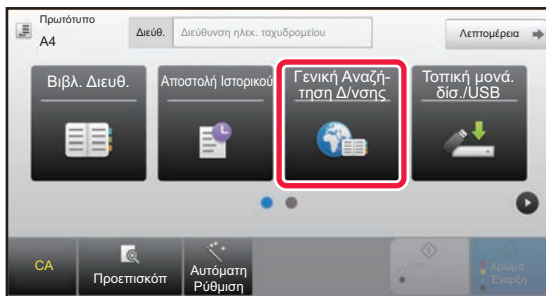 Πρωτότυπο
A4
Διεύθ.
Διεύθυνση ηλεκ. ταχυδρομείου
Λεπτομέρεια
Βιβλ. Διευθ.
Αποστολή Ιστορικού
Γενική Αναζή-
τηση Δ/νσης
Τοπική μονά.
δίσ./USB
CA
Προεπισκόπ
Αυτόματη
Ρύθμιση
Χρώμα
Έναρξη